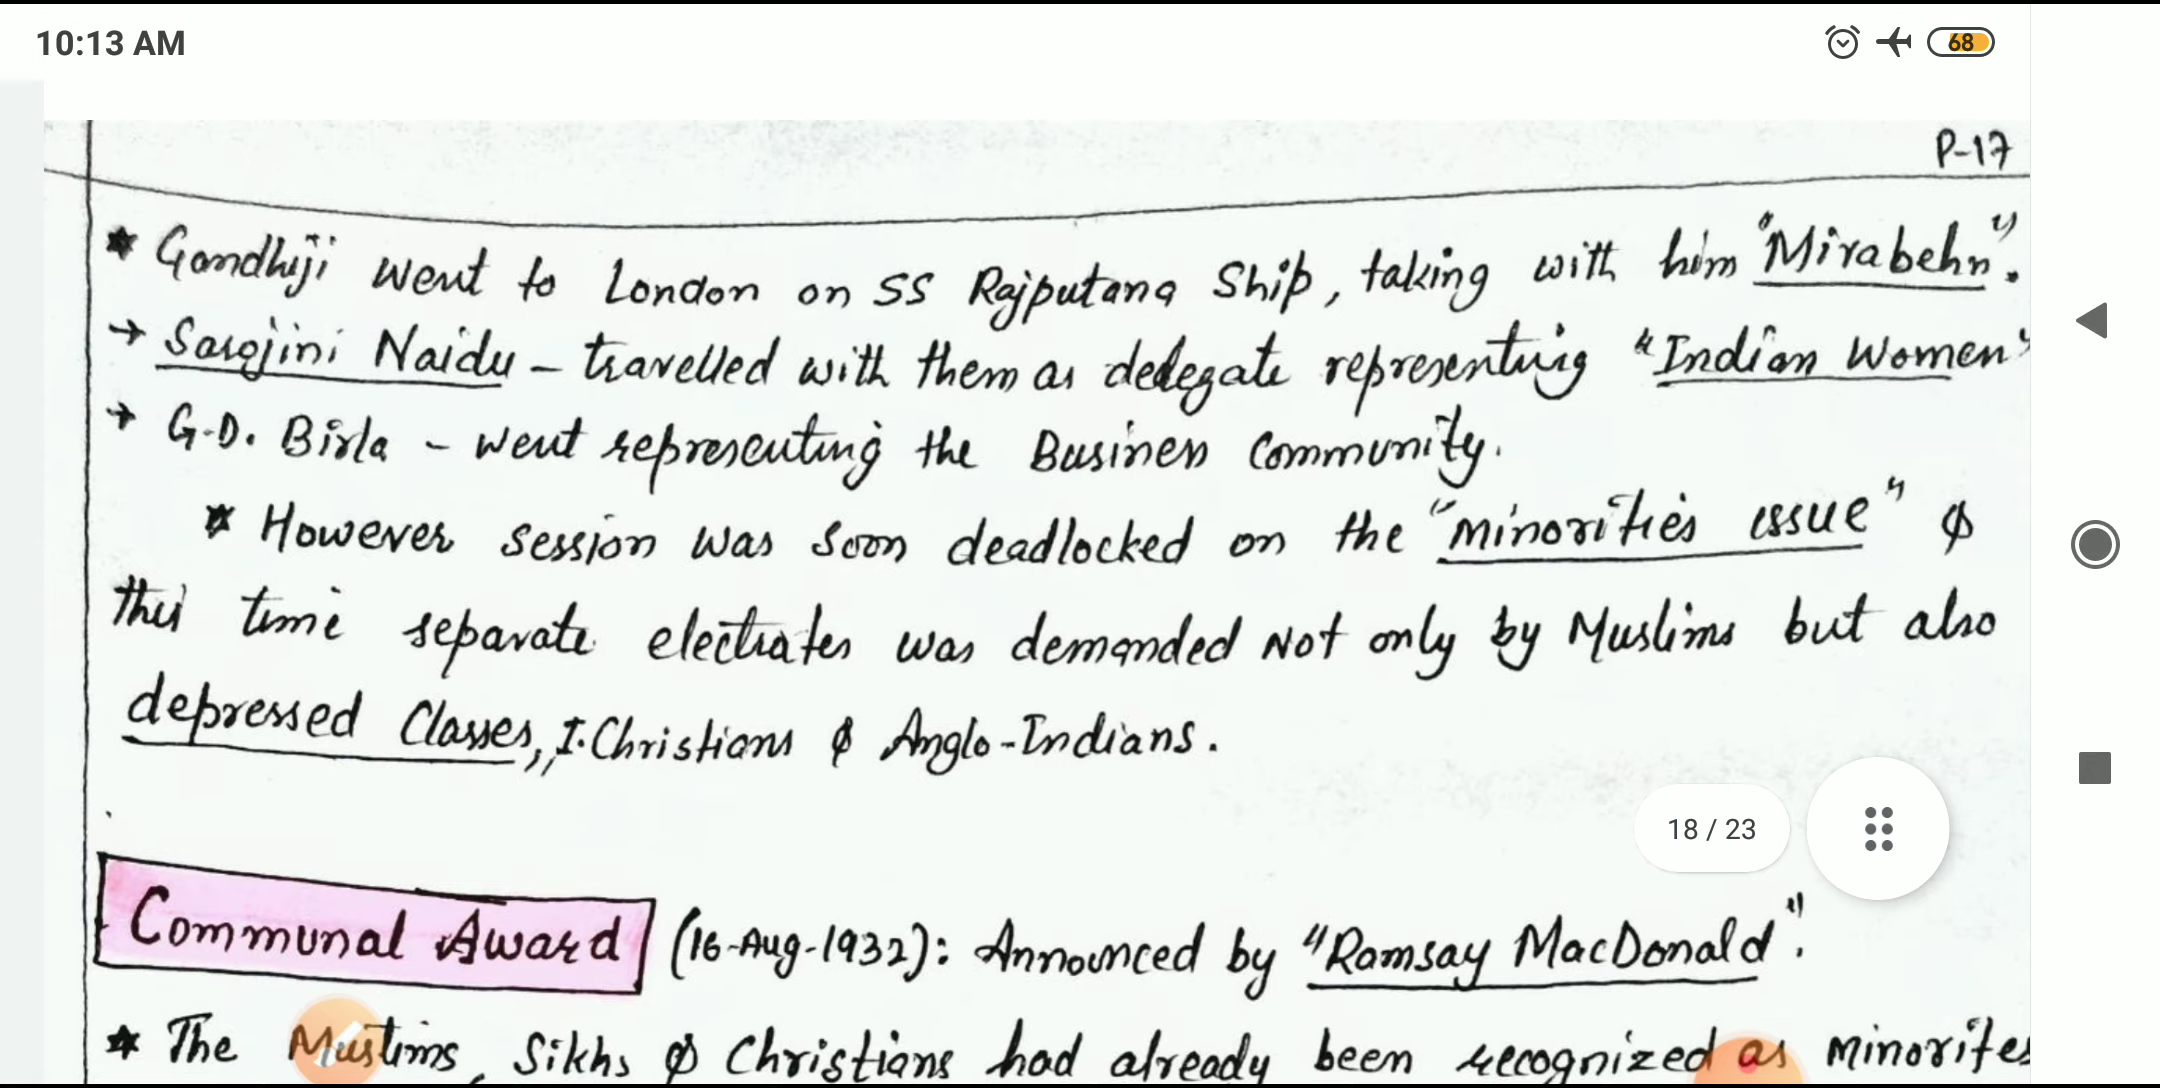 10:13 AM
68
P-17
* Gandhiji went to London on SS Rajputana Ship, taking with him "Mirabehn".
→ Sarojini Naidu - travelled with them as delegate representing "Indian Women"
→ G.D. Birla - went representing the Business Community.
* However session was soon deadlocked on the "minorities issue" &
this time separate electrates was demanded Not only by Muslims but also
depressed Classes,, I. Christians & Anglo-Indians.
18 / 23
Communal Award (16-Aug-1932): Announced by "Ramsay MacDonald".
* The Muslims, Sikhs & Christians had already been recognized as minorites